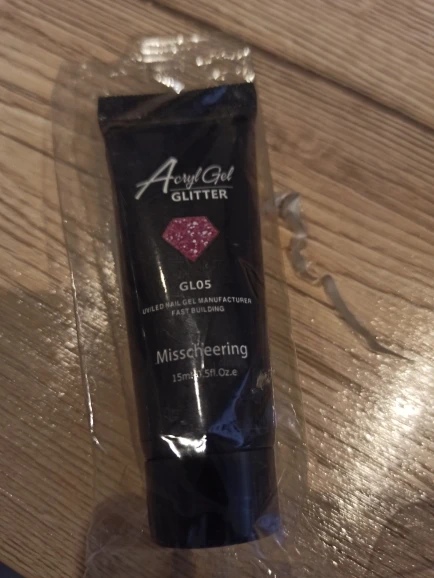 Acryl Gel
GLITTER
GL05
UV/LED NAIL GEL MANUFACTURER
FAST BUILDING
Misscheering
15ml/0.5fl.Oz.e